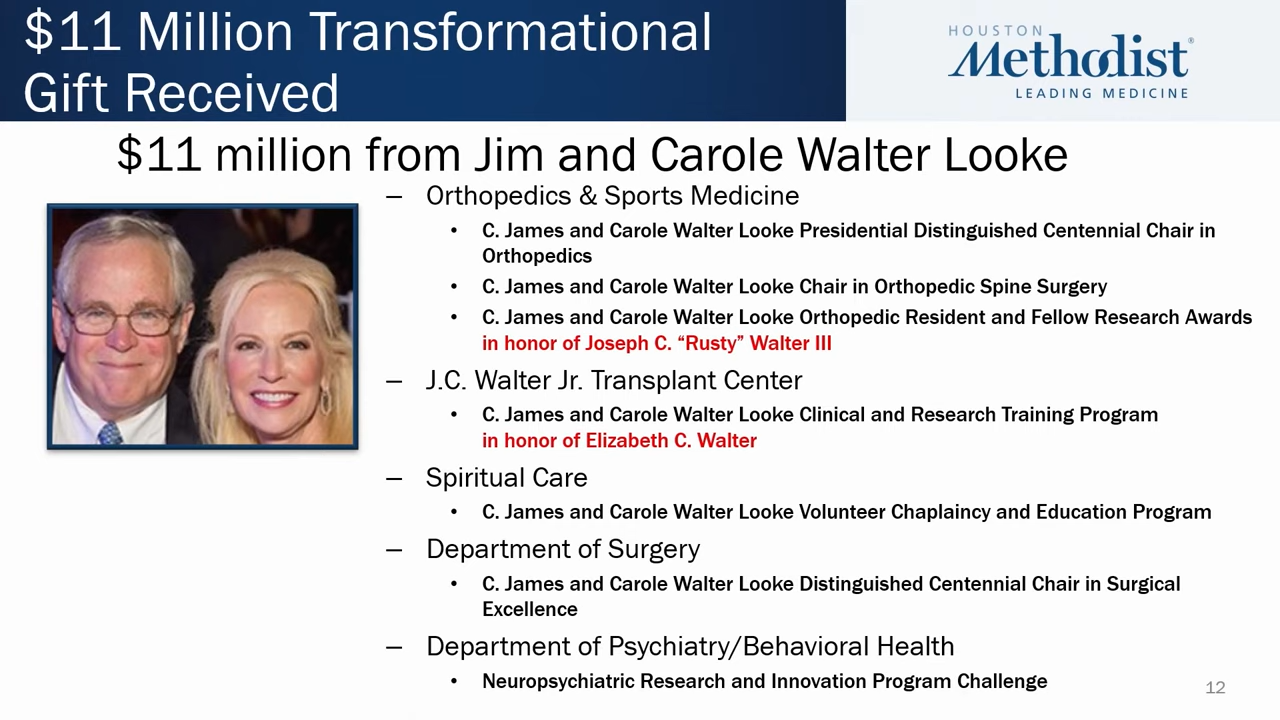 $11 Million Transformational
Gift Received
HOUSTON
Methodist®
LEADING MEDICINE
$11 million from Jim and Carole Walter Looke
– Orthopedics & Sports Medicine
• C. James and Carole Walter Looke Presidential Distinguished Centennial Chair in
Orthopedics
• C. James and Carole Walter Looke Chair in Orthopedic Spine Surgery
• C. James and Carole Walter Looke Orthopedic Resident and Fellow Research Awards
in honor of Joseph C. “Rusty” Walter III
– J.C. Walter Jr. Transplant Center
• C. James and Carole Walter Looke Clinical and Research Training Program
in honor of Elizabeth C. Walter
– Spiritual Care
• C. James and Carole Walter Looke Volunteer Chaplaincy and Education Program
– Department of Surgery
• C. James and Carole Walter Looke Distinguished Centennial Chair in Surgical
Excellence
– Department of Psychiatry/Behavioral Health
• Neuropsychiatric Research and Innovation Program Challenge
12